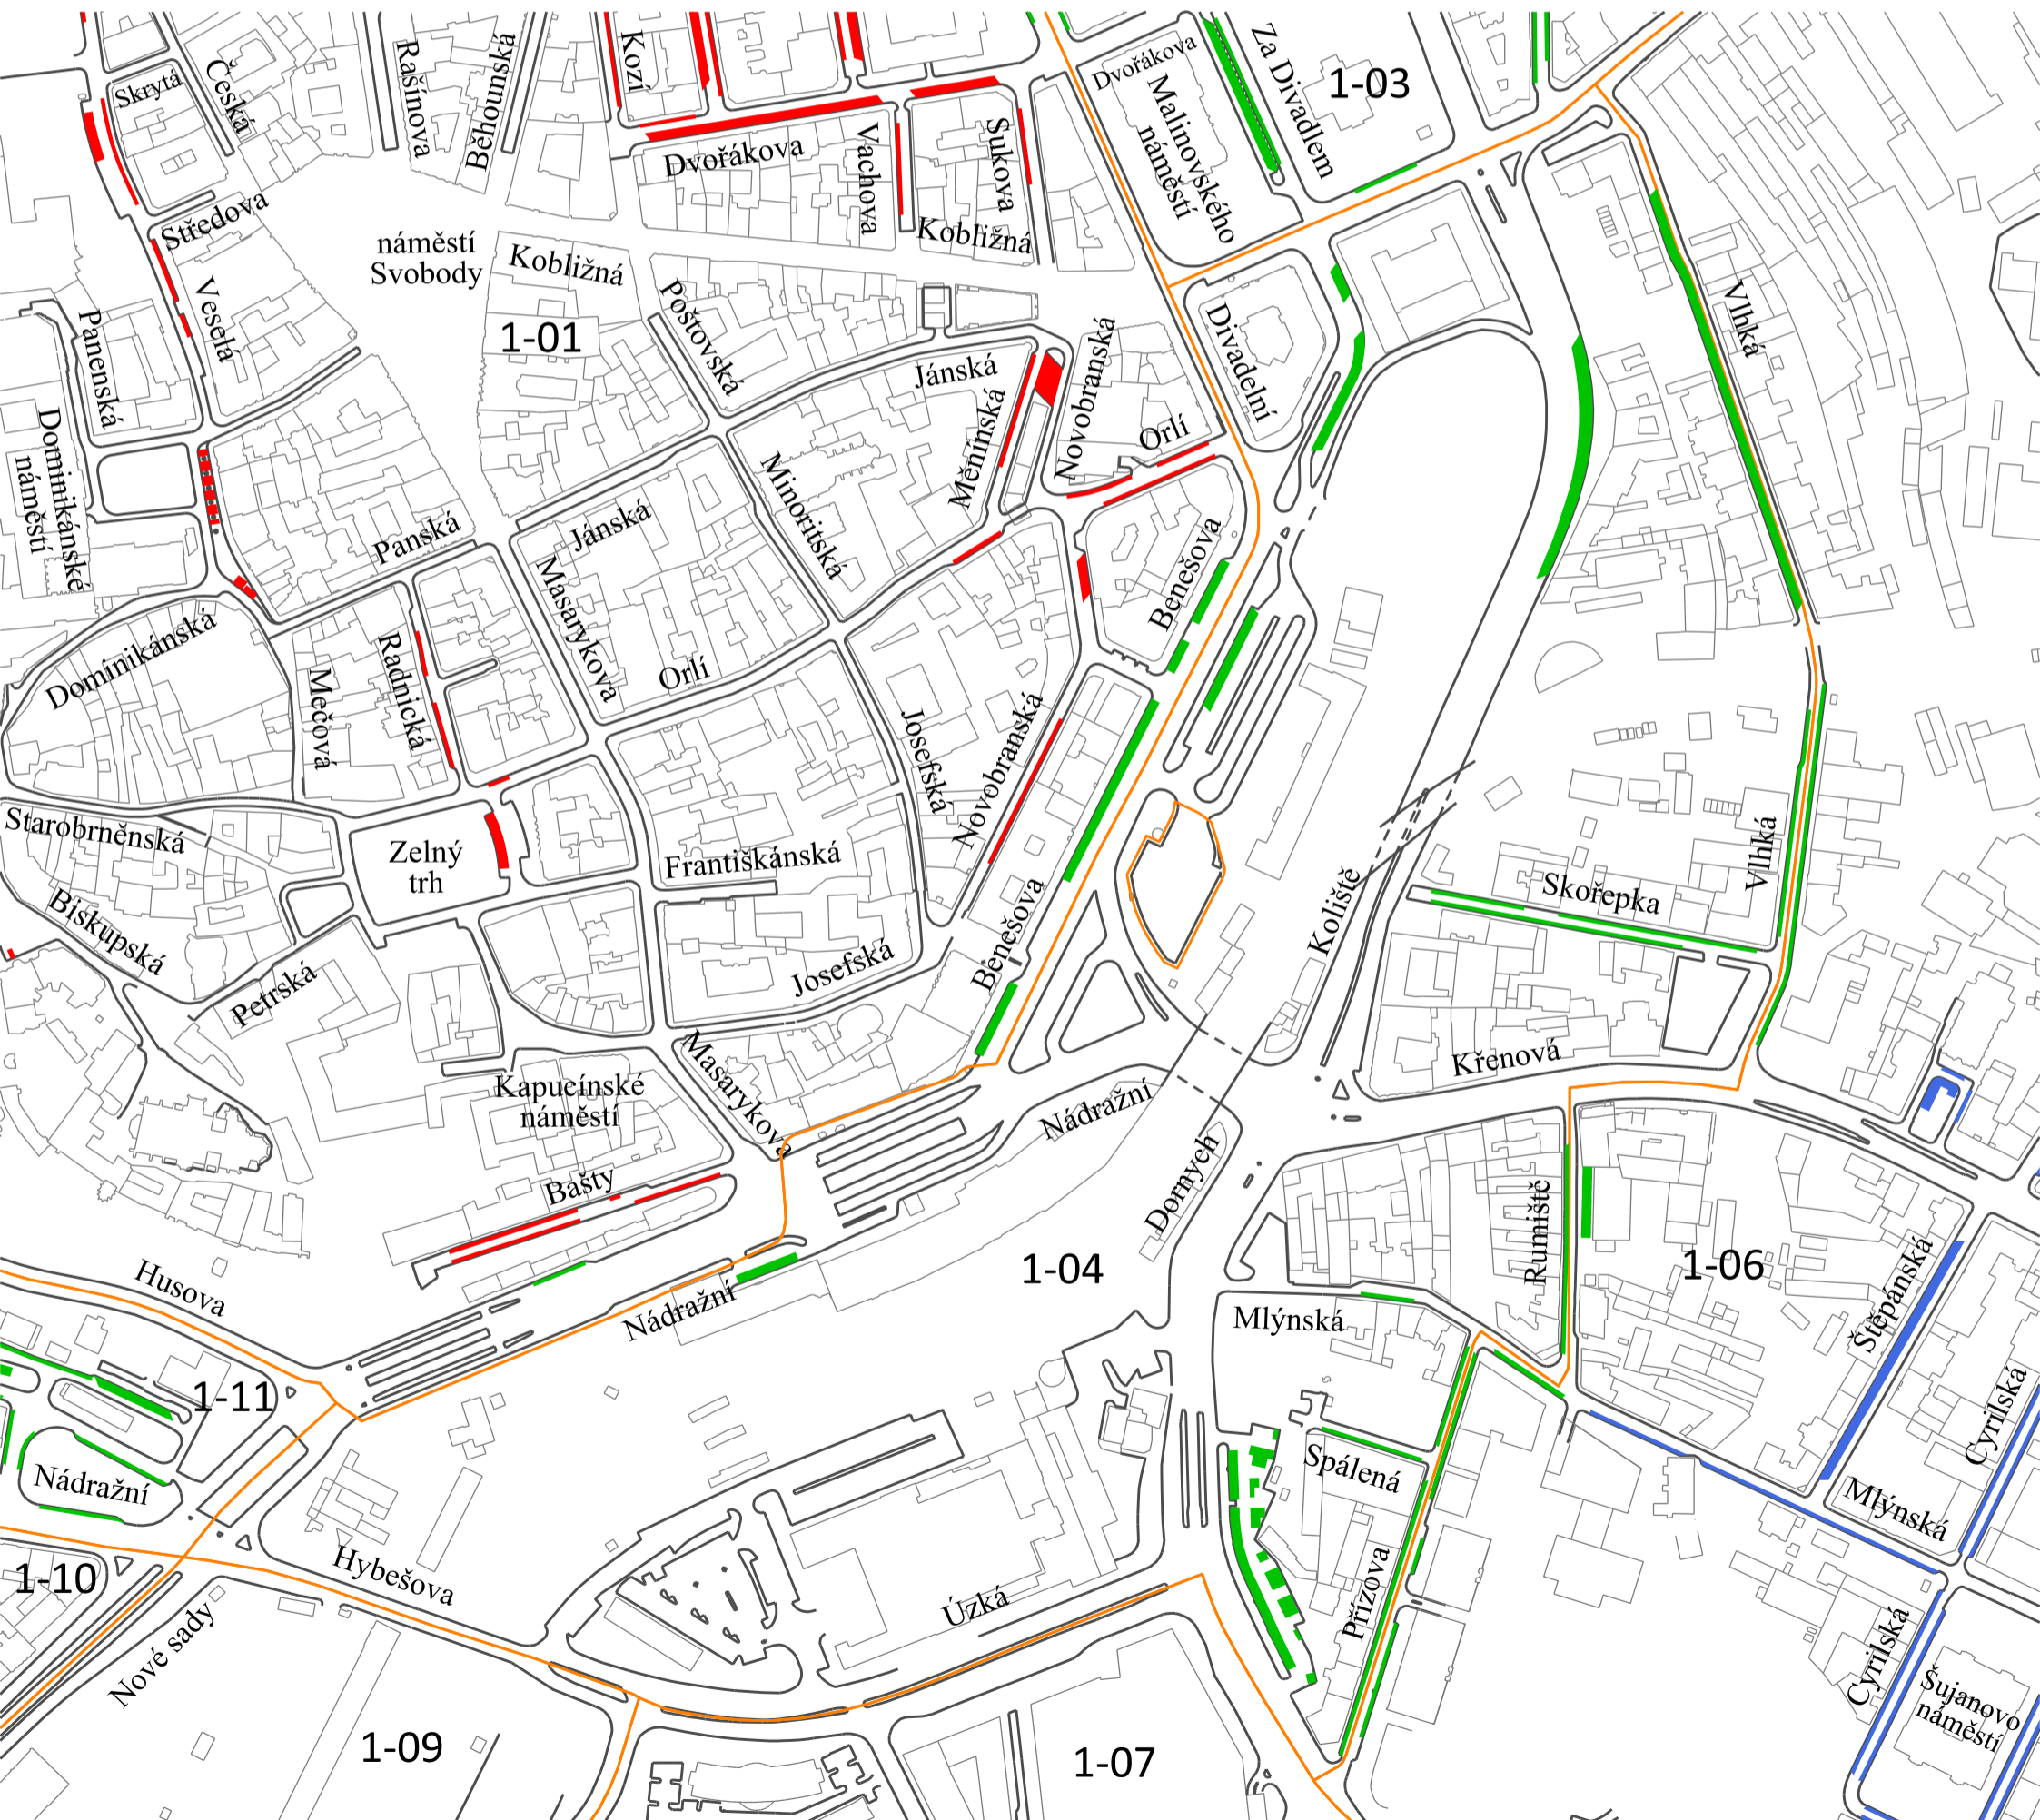 Skrytá
Česká
Rašínova
Běhounská
Kozí
Dvořákova
Malinovského
náměstí
Za Divadlem
1-03
Dvořákova
Vachova
Sukova
Středova
náměstí
Svobody
Kobližná
Kobližná
Veselá
Panenská
1-01
Poštovská
Jánská
Novobranská
Divadelní
Vlhká
Dominikánské
náměstí
Měnínská
Orlí
Panská
Jánská
Minoritská
Benešova
Masarykova
Dominikánská
Mečová
Radnická
Orlí
Josefská
Novobranská
Starobrněnská
Zelný
trh
Františkánská
Benešova
Koliště
Skořepka
Vlhká
Biskupská
Petrská
Josefská
Masarykova
Kapucínské
náměstí
Nádražní
Křenová
Bašty
Dornych
Rumiště
1-04
1-06
Husova
Nádražní
Mlýnská
Štěpánská
Cyrilská
1-11
Nádražní
Spálená
Mlýnská
1-10
Hybešova
Úzká
Přízova
Nové sady
Cyrilská
Šujanovo
náměstí
1-09
1-07